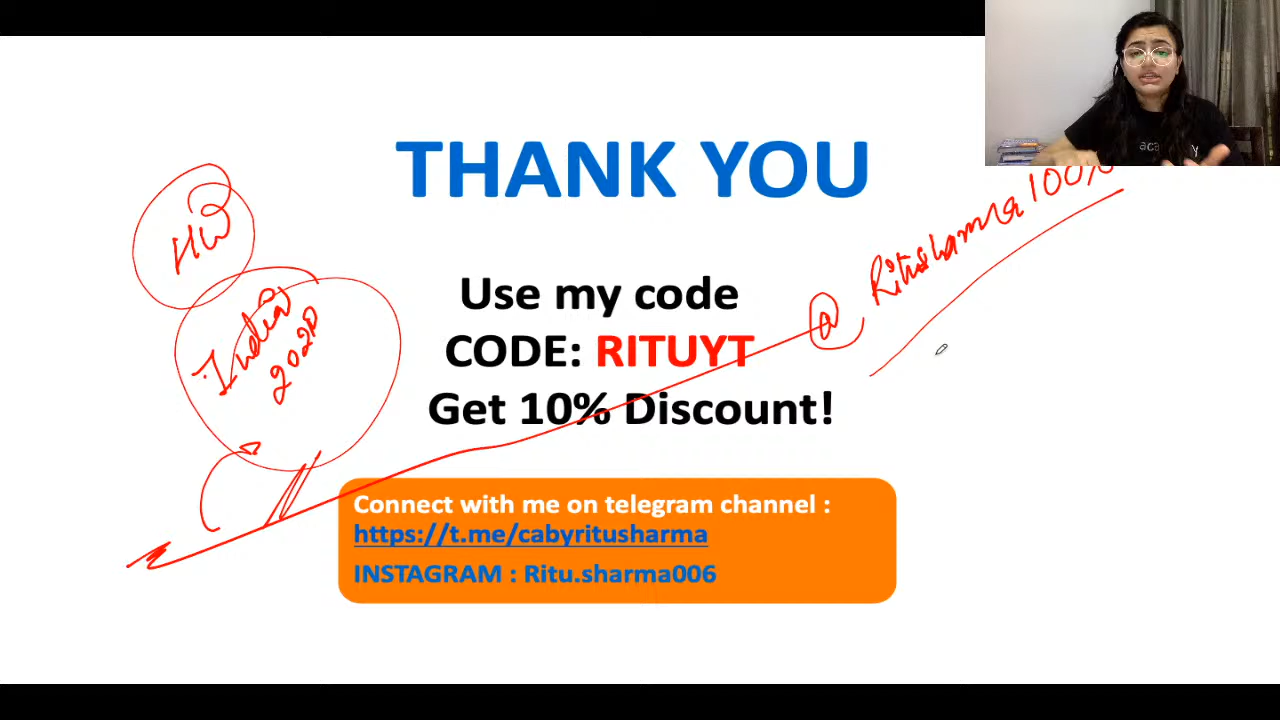 THANK YOU
HW
India
2020
@ Ritusharma 100%
Use my code
CODE: RITUYT
Get 10% Discount!
Connect with me on telegram channel :
https://t.me/cabyritusharma
INSTAGRAM : Ritu.sharma006